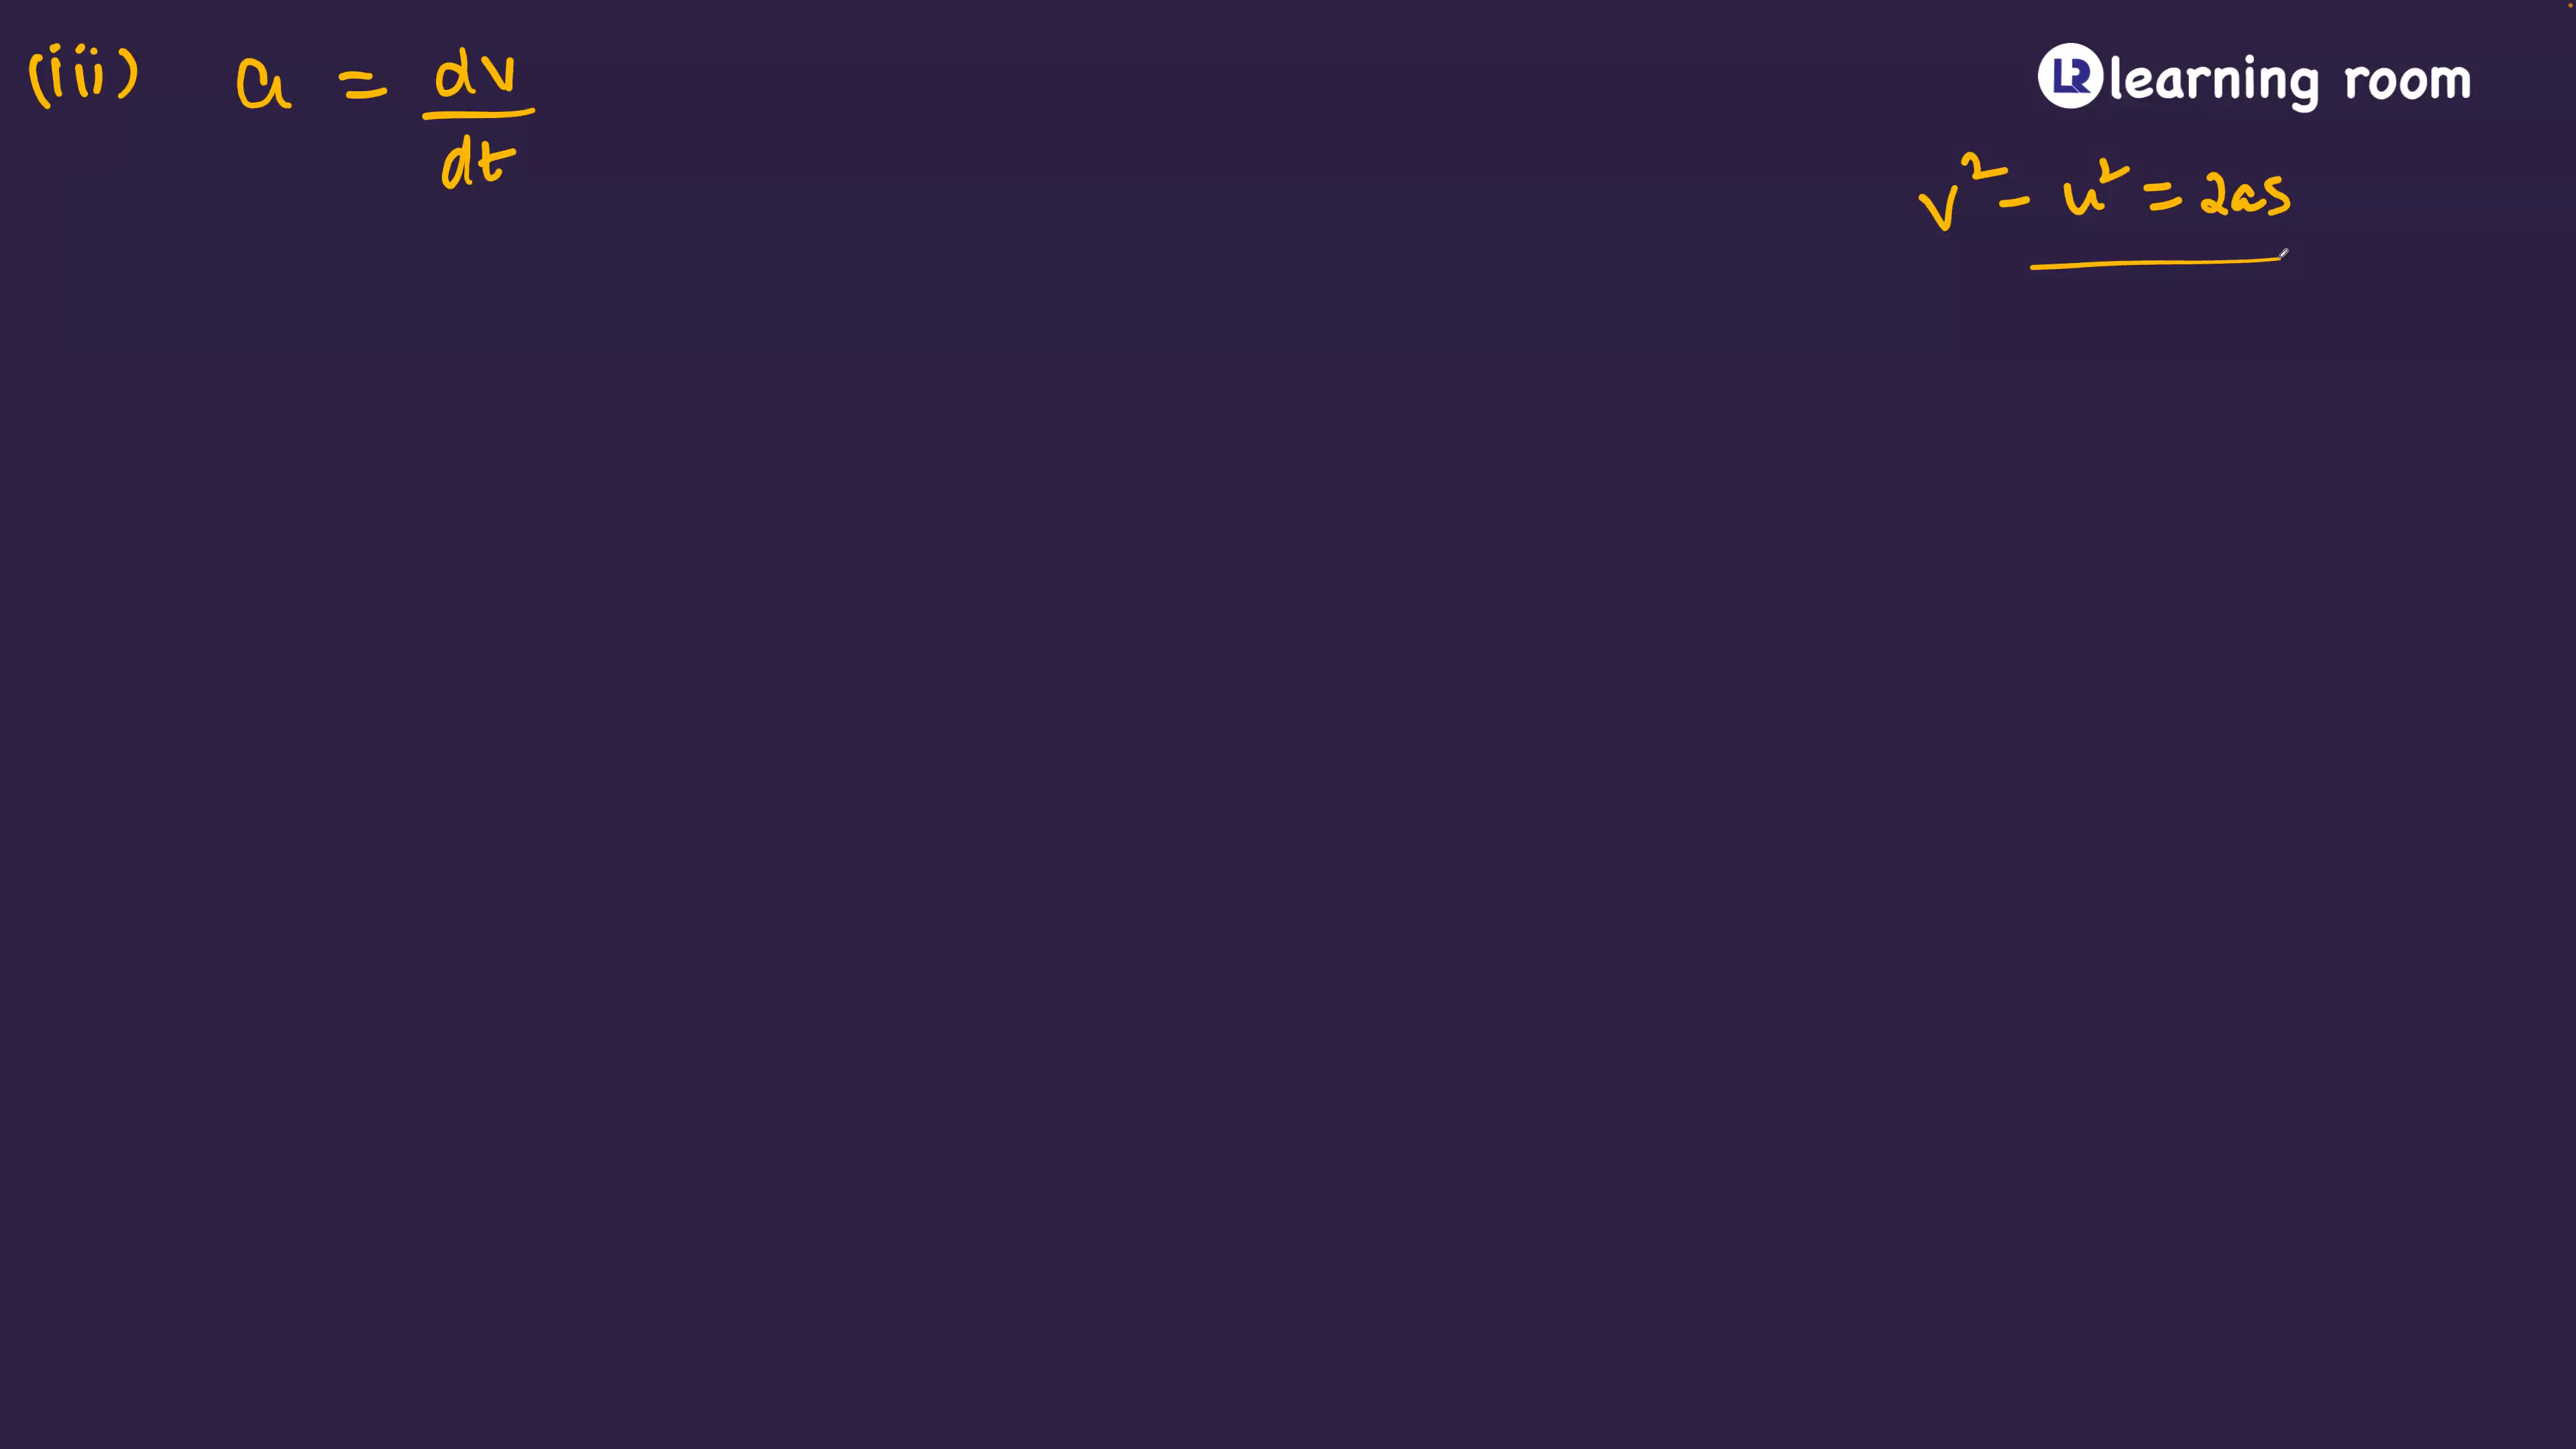 (iii) a = dv/dt
learning room
v² - u² = 2as